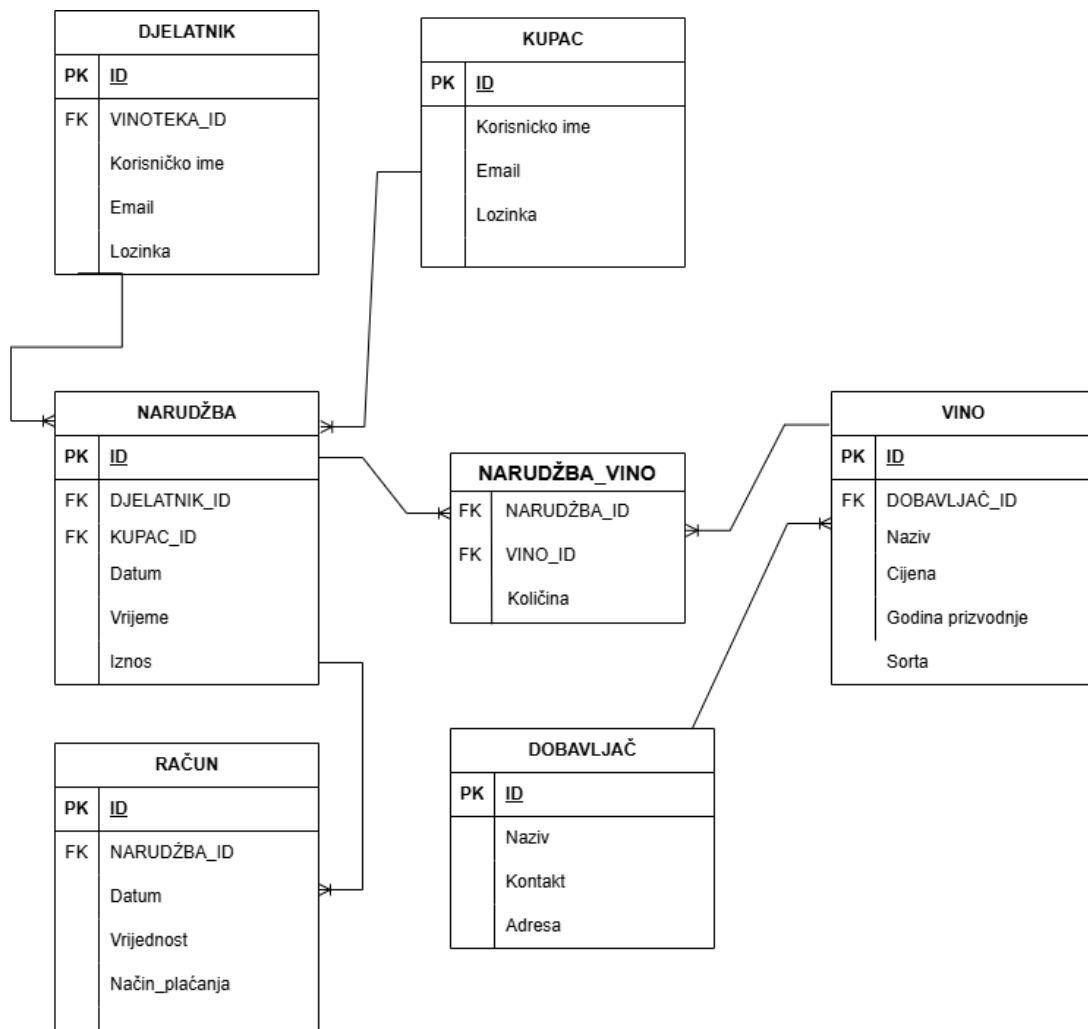 DJELATNIK
PK ID
FK VINOTEKA_ID
Korisničko ime
Email
Lozinka
KUPAC
PK ID
Korisnicko ime
Email
Lozinka
NARUDŽBA
PK ID
FK DJELATNIK_ID
FK KUPAC_ID
Datum
Vrijeme
Iznos
NARUDŽBA_VINO
FK NARUDŽBA_ID
FK VINO_ID
Količina
VINO
PK ID
FK DOBAVLJAČ_ID
Naziv
Cijena
Godina prizvodnje
Sorta
RAČUN
PK ID
FK NARUDŽBA_ID
Datum
Vrijednost
Način_plaćanja
DOBAVLJAČ
PK ID
Naziv
Kontakt
Adresa